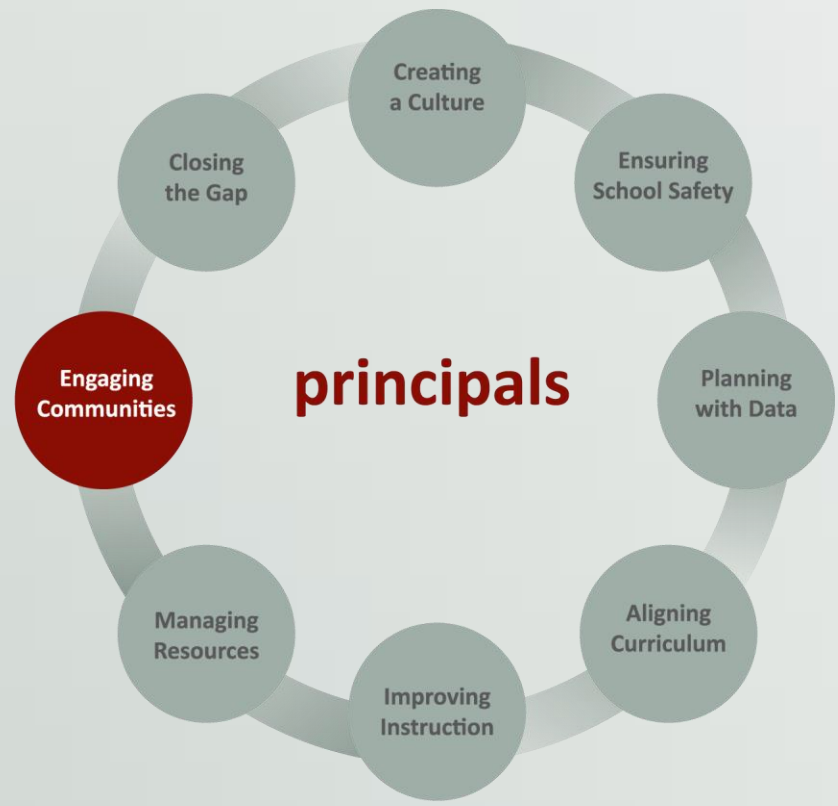 Creating
a Culture
Ensuring
School Safety
Planning
with Data
Aligning
Curriculum
Improving
Instruction
Managing
Resources
Engaging
Communities
Closing
the Gap
principals